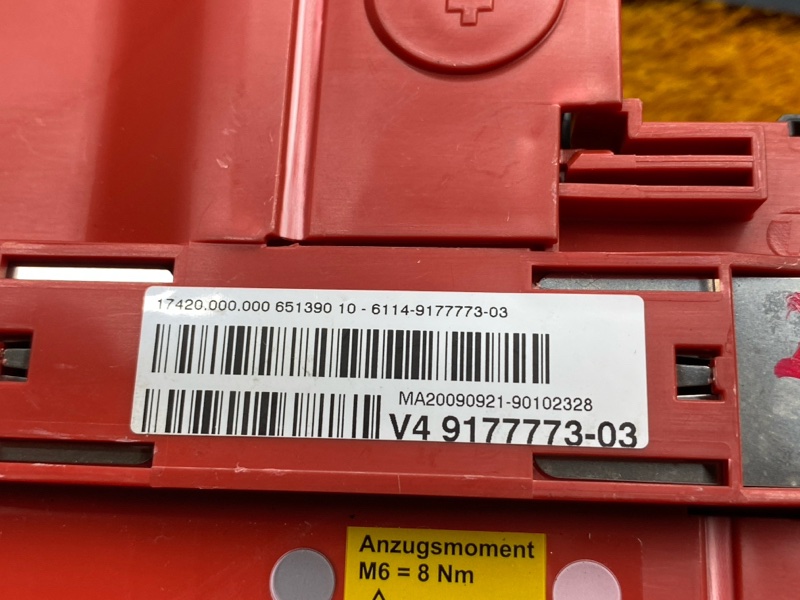 17420.000.000 651390 10 - 6114-9177773-03
MA20090921-90102328
V4 9177773-03
Anzugsmoment
M6 = 8 Nm